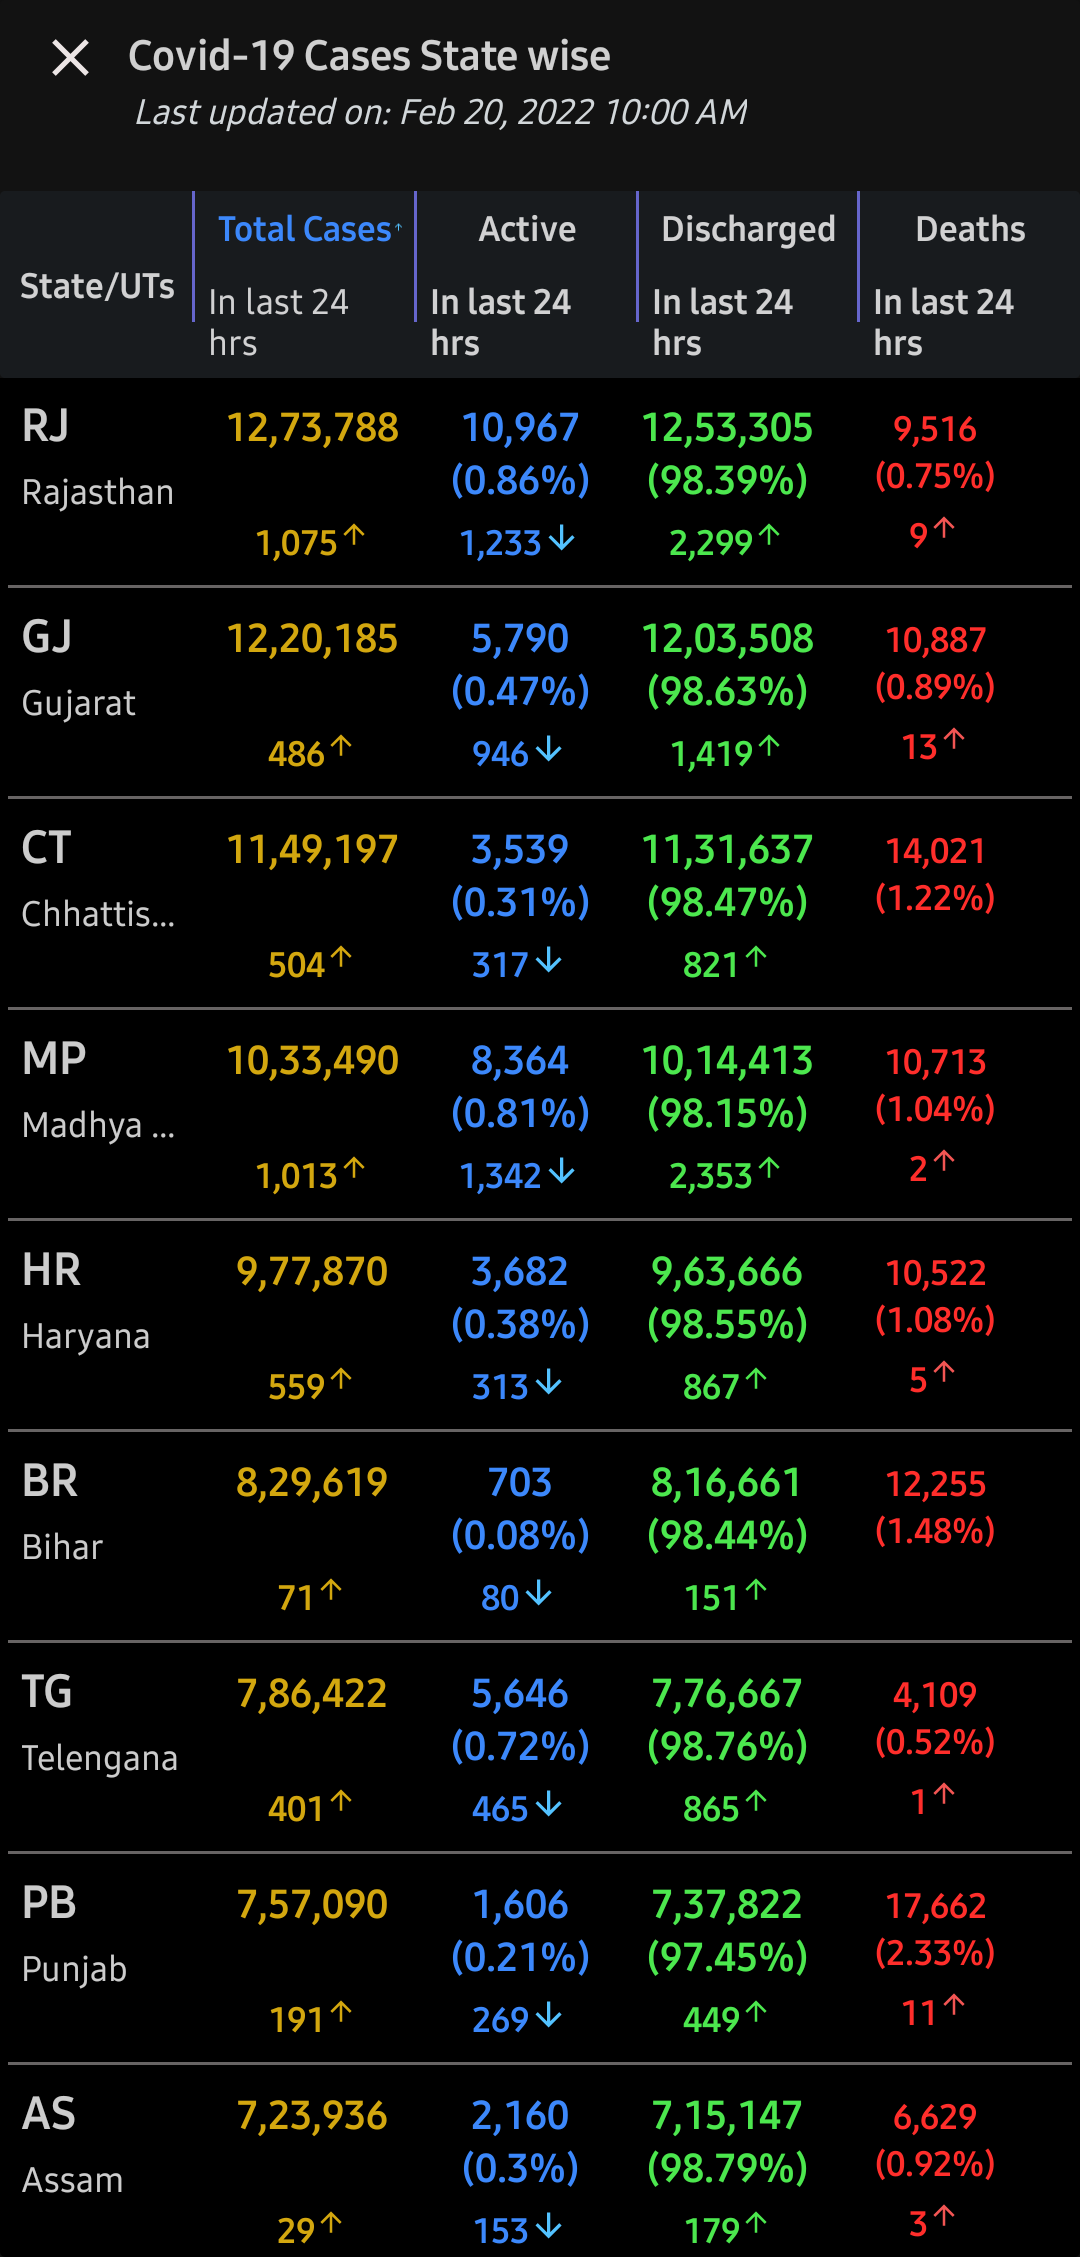 Covid-19 Cases State wise
Last updated on: Feb 20, 2022 10:00 AM
State/UTs
Total Cases↑ Active Discharged Deaths
In last 24 hrs In last 24 hrs In last 24 hrs In last 24 hrs
RJ 12,73,788 10,967 12,53,305 9,516
Rajasthan (0.86%) (98.39%) (0.75%)
1,075↑ 1,233↓ 2,299↑ 9↑
GJ 12,20,185 5,790 12,03,508 10,887
Gujarat (0.47%) (98.63%) (0.89%)
486↑ 946↓ 1,419↑ 13↑
CT 11,49,197 3,539 11,31,637 14,021
Chhattis... (0.31%) (98.47%) (1.22%)
504↑ 317↓ 821↑
MP 10,33,490 8,364 10,14,413 10,713
Madhya ... (0.81%) (98.15%) (1.04%)
1,013↑ 1,342↓ 2,353↑ 2↑
HR 9,77,870 3,682 9,63,666 10,522
Haryana (0.38%) (98.55%) (1.08%)
559↑ 313↓ 867↑ 5↑
BR 8,29,619 703 8,16,661 12,255
Bihar (0.08%) (98.44%) (1.48%)
71↑ 80↓ 151↑
TG 7,86,422 5,646 7,76,667 4,109
Telengana (0.72%) (98.76%) (0.52%)
401↑ 465↓ 865↑ 1↑
PB 7,57,090 1,606 7,37,822 17,662
Punjab (0.21%) (97.45%) (2.33%)
191↑ 269↓ 449↑ 11↑
AS 7,23,936 2,160 7,15,147 6,629
Assam (0.3%) (98.79%) (0.92%)
29↑ 153↓ 179↑ 3↑